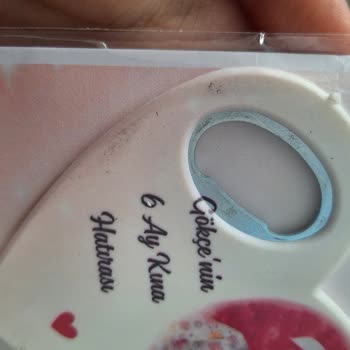 Gökçe'nin
6 Ay Kına
Hatırası